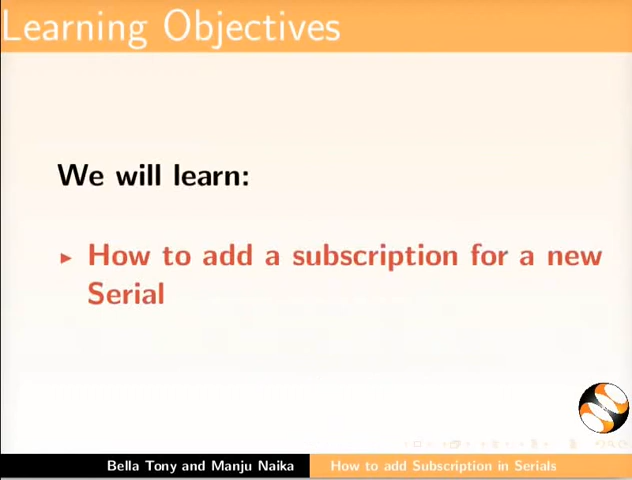 Learning Objectives
We will learn:
How to add a subscription for a new
Serial
Bella Tony and Manju Naika
How to add Subscription in Serials